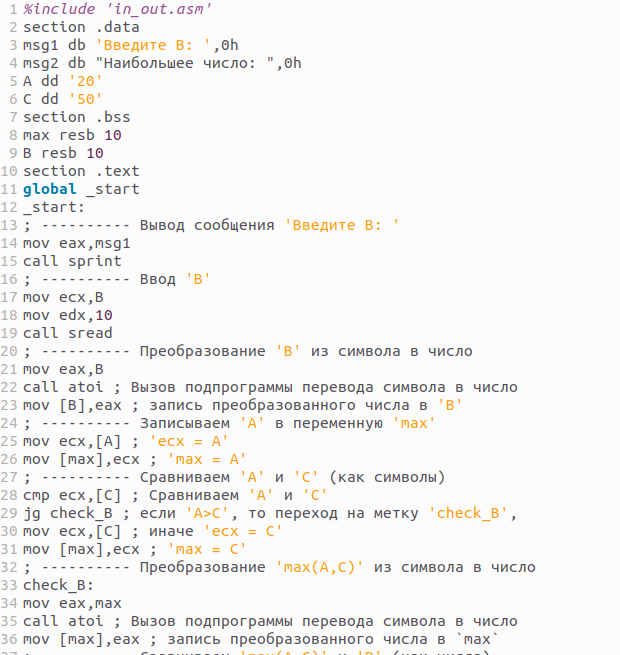 1 %include 'in_out.asm'
2 section .data
3 msg1 db 'Введите B: ',0h
4 msg2 db "Наибольшее число: ",0h
5 A dd '20'
6 C dd '50'
7 section .bss
8 max resb 10
9 B resb 10
10 section .text
11 global _start
12 _start:
13 ; ---------- Вывод сообщения 'Введите B: '
14 mov eax,msg1
15 call sprint
16 ; ---------- Ввод 'B'
17 mov ecx,B
18 mov edx,10
19 call sread
20 ; ---------- Преобразование 'B' из символа в число
21 mov eax,B
22 call atoi ; Вызов подпрограммы перевода символа в число
23 mov [B],eax ; запись преобразованного числа в 'B'
24 ; ---------- Записываем 'A' в переменную 'max'
25 mov ecx,[A] ; 'ecx = A'
26 mov [max],ecx ; 'max = A'
27 ; ---------- Сравниваем 'A' и 'С' (как символы)
28 cmp ecx,[C] ; Сравниваем 'A' и 'С'
29 jg check_B ; если 'A>C', то переход на метку 'check_B',
30 mov ecx,[C] ; иначе 'ecx = C'
31 mov [max],ecx ; 'max = C'
32 ; ---------- Преобразование 'max(A,C)' из символа в число
33 check_B:
34 mov eax,max
35 call atoi ; Вызов подпрограммы перевода символа в число
36 mov [max],eax ; запись преобразованного числа в `max`
37 ; ---------- Сравниваем 'max(A,C)' и 'B' (как числа)